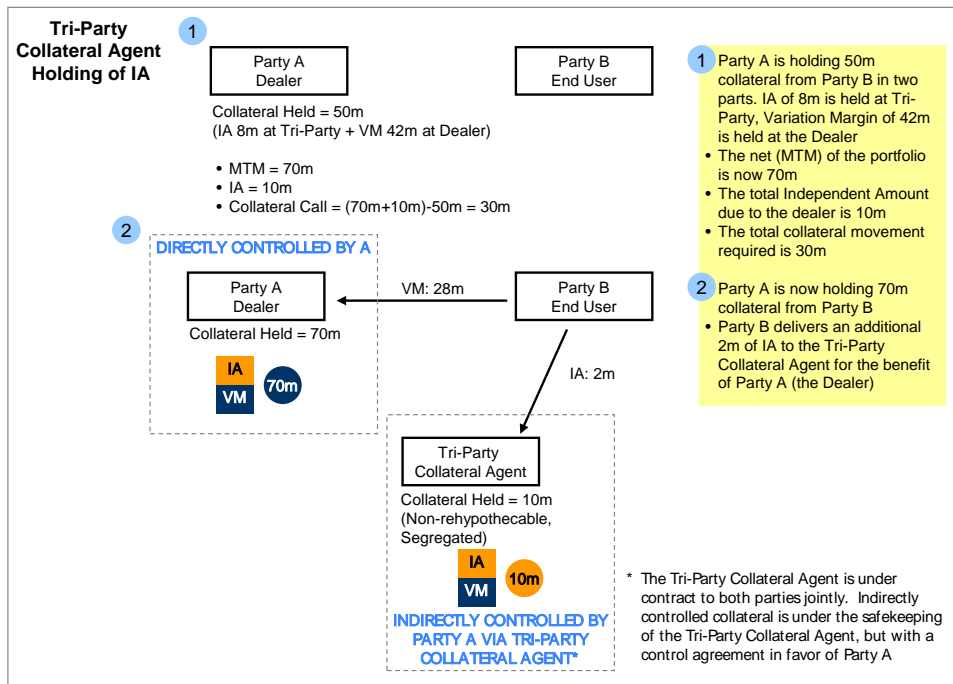 Tri-Party
Collateral Agent
Holding of IA
1
Party A
Dealer
Party B
End User
Collateral Held = 50m
(IA 8m at Tri-Party + VM 42m at Dealer)
• MTM = 70m
• IA = 10m
• Collateral Call = (70m+10m)-50m = 30m
2
DIRECTLY CONTROLLED BY A
Party A
Dealer
VM: 28m
Party B
End User
Collateral Held = 70m
IA
VM
70m
IA: 2m
Tri-Party
Collateral Agent
Collateral Held = 10m
(Non-rehypothecable,
Segregated)
IA
VM
10m
INDIRECTLY CONTROLLED BY
PARTY A VIA TRI-PARTY
COLLATERAL AGENT*
1
Party A is holding 50m
collateral from Party B in two
parts. IA of 8m is held at Tri-
Party, Variation Margin of 42m
is held at the Dealer
• The net (MTM) of the portfolio
is now 70m
• The total Independent Amount
due to the dealer is 10m
• The total collateral movement
required is 30m
2
Party A is now holding 70m
collateral from Party B
• Party B delivers an additional
2m of IA to the Tri-Party
Collateral Agent for the benefit
of Party A (the Dealer)
* The Tri-Party Collateral Agent is under
contract to both parties jointly. Indirectly
controlled collateral is under the safekeeping
of the Tri-Party Collateral Agent, but with a
control agreement in favor of Party A